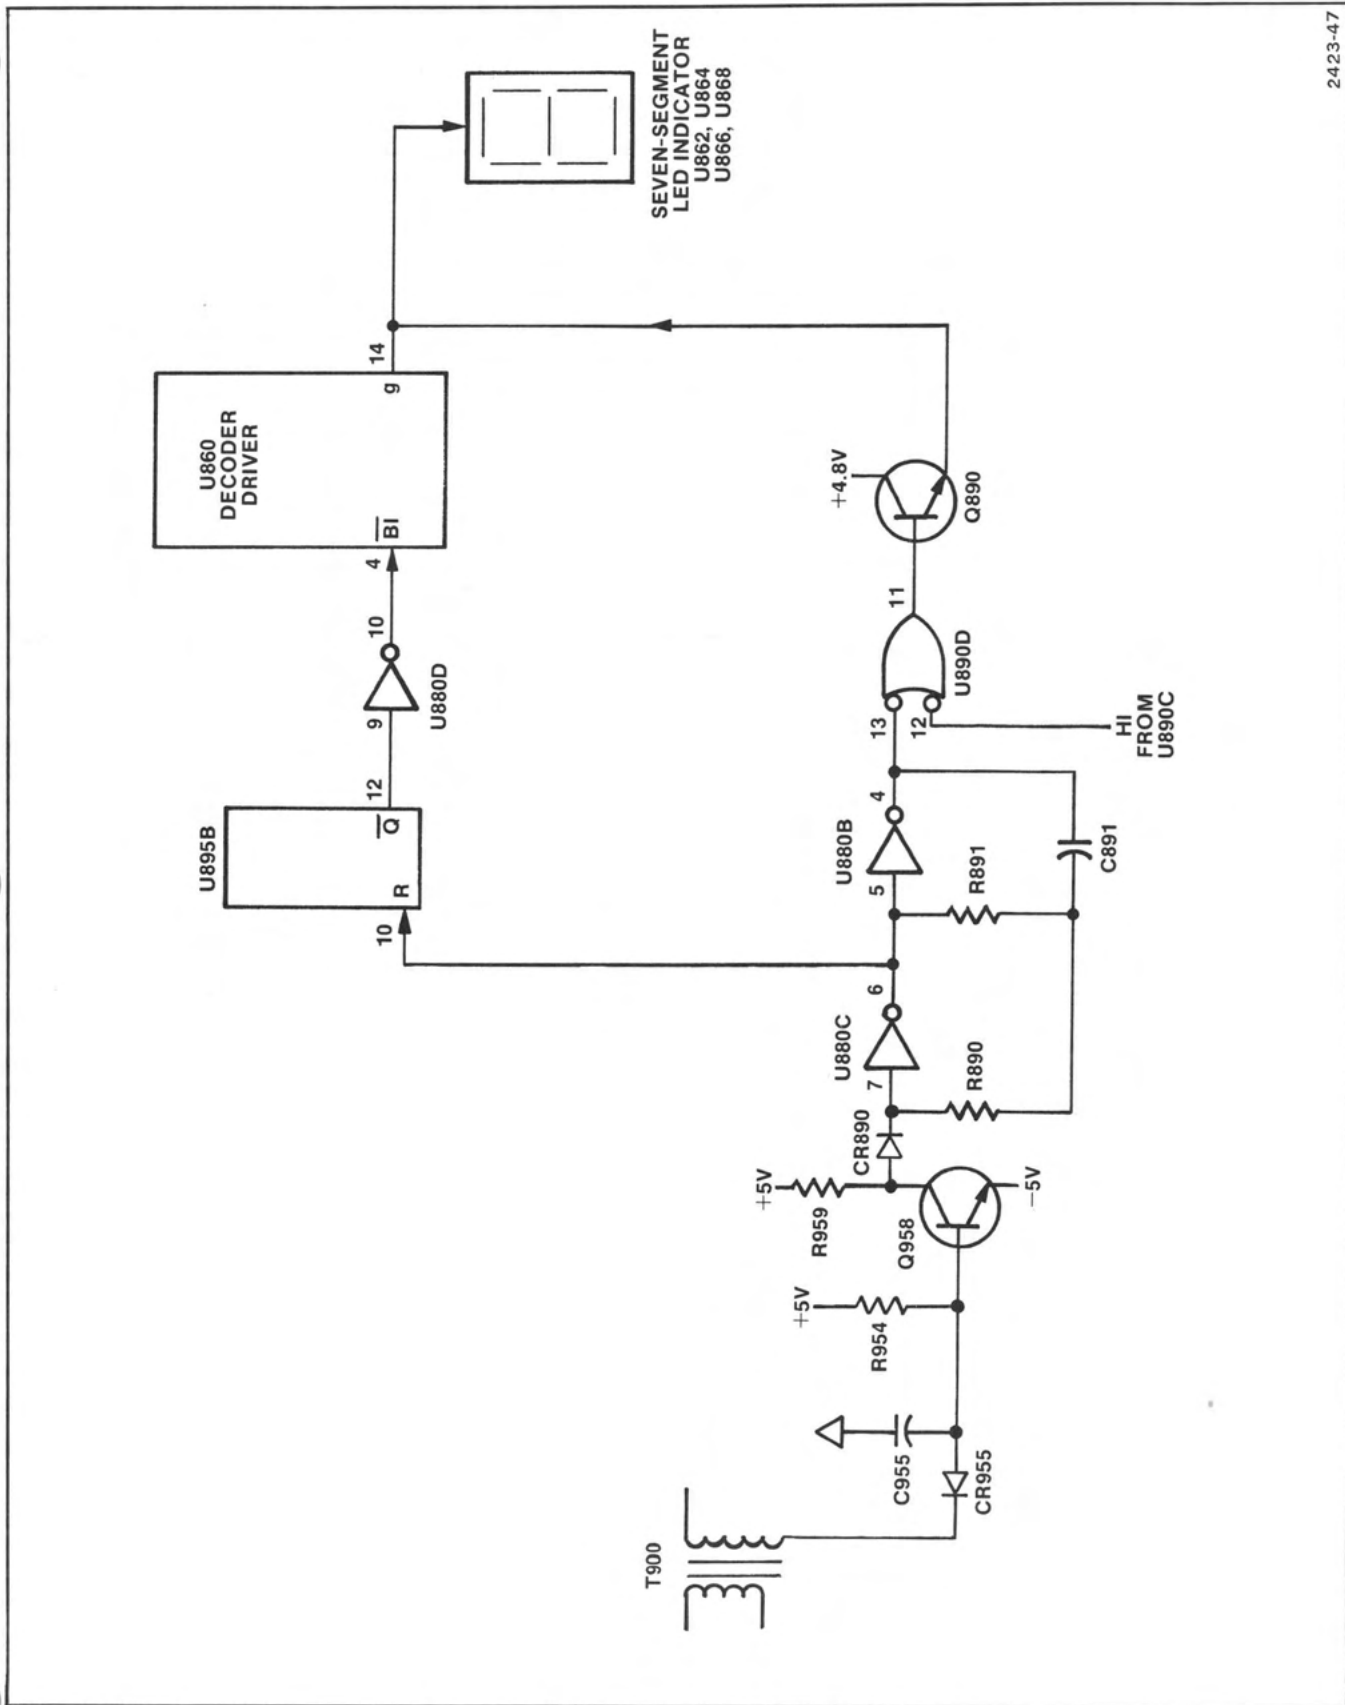 2423-47
SEVEN-SEGMENT
LED INDICATOR
U862, U864
U866, U868
U860
DECODER
DRIVER
BI
g
4
14
U895B
R
Q
10
12
9
10
U880D
T900
C955
CR955
+5V
R954
+5V
R959
Q958
-5V
CR890
7
U880C
6
R890
5
U880B
4
R891
C891
13
12
11
U890D
HI
FROM
U890C
+4.8V
Q890